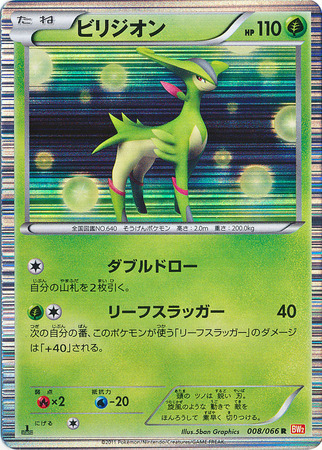 たね
ビリジオン
HP 110
全国図鑑NO.640 そうげんポケモン 高さ:2.0m 重さ:200.0kg
ダブルドロー
自分の山札を2枚引く。
リーフスラッガー 40
次の自分の番、このポケモンが使う「リーフスラッガー」のダメージ
は「+40」される。
弱点 ×2 抵抗力 -20
にげる
頭の ツノは 鋭い 刃。
旋風のような 動きで 敵を
ほんろうして 素早く 切りつける。
Illus. 5ban Graphics
BW2
008/066 R
©2011 Pokémon/Nintendo/Creatures/GAME FREAK.